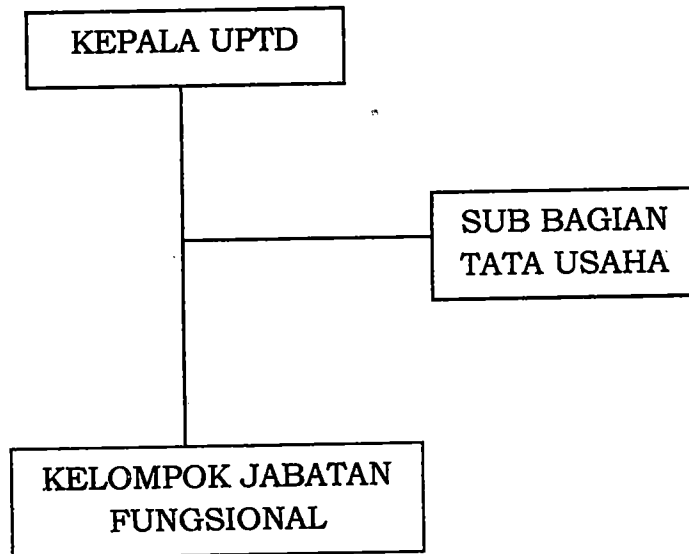 KEPALA UPTD
SUB BAGIAN
TATA USAHA
KELOMPOK JABATAN
FUNGSIONAL